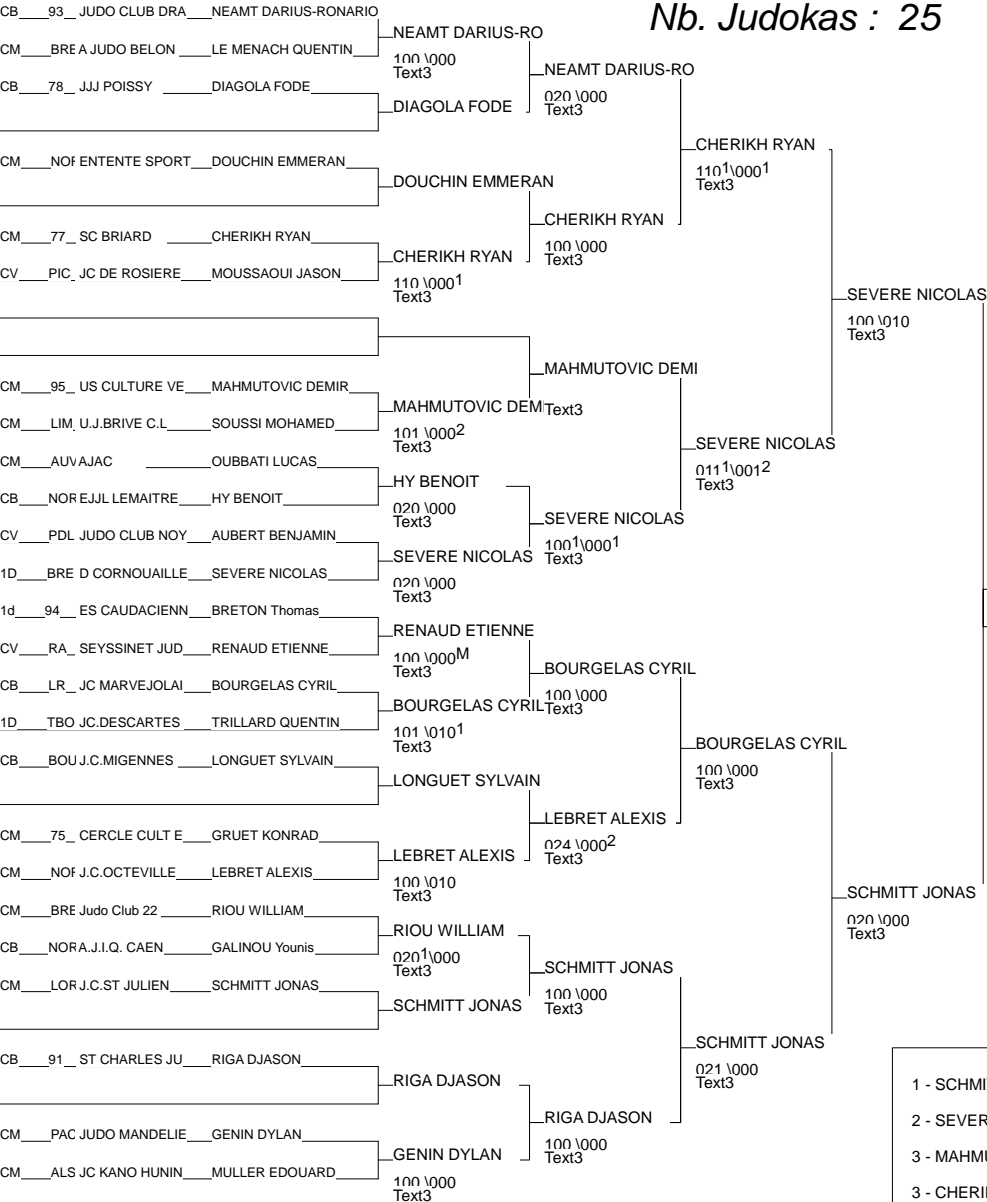 Nb. Judokas : 25
CB 93 JUDO CLUB DRA NEAMT DARIUS-RONARIO
CM BRE A JUDO BELON LE MENACH QUENTIN
CB 78 JJJ POISSY DIAGOLA FODE
CM NOR ENTENTE SPORT DOUCHIN EMMERAN
CM 77 SC BRIARD CHERIKH RYAN
CV PIC JC DE ROSIERE MOUSSAOUI JASON
CM 95 US CULTURE VE MAHMUTOVIC DEMIR
CM LIM U.J.BRIVE C.L SOUSSI MOHAMED
CM AUV AJAC OUBBATI LUCAS
CB NOR EJJL LEMAITRE HY BENOIT
CV PDL JUDO CLUB NOY AUBERT BENJAMIN
1D BRE D CORNOUAILLE SEVERE NICOLAS
1d 94 ES CAUDACIENN BRETON Thomas
CV RA SEYSSINET JUD RENAUD ETIENNE
CB LR JC MARVEJOLAI BOURGELAS CYRIL
1D TBO JC.DESCARTES TRILLARD QUENTIN
CB BOU J.C.MIGENNES LONGUET SYLVAIN
CM 75 CERCLE CULT E GRUET KONRAD
CM NOR J.C.OCTEVILLE LEBRET ALEXIS
CM BRE Judo Club 22 RIOU WILLIAM
CB NOR A.J.I.Q. CAEN GALINOU Younis
CM LOR J.C.ST JULIEN SCHMITT JONAS
CB 91 ST CHARLES JU RIGA DJASON
CM PAC JUDO MANDELIE GENIN DYLAN
CM ALS JC KANO HUNIN MULLER EDOUARD
NEAMT DARIUS-RO
100 \000
Text3
DIAGOLA FODE
DOUCHIN EMMERAN
CHERIKH RYAN
110 \000¹
Text3
MAHMUTOVIC DEMI
101 \000²
Text3
HY BENOIT
020 \000
Text3
SEVERE NICOLAS
020 \000
Text3
RENAUD ETIENNE
100 \000M
Text3
BOURGELAS CYRIL
101 \010¹
Text3
LONGUET SYLVAIN
LEBRET ALEXIS
100 \010
Text3
RIOU WILLIAM
020¹\000
Text3
SCHMITT JONAS
RIGA DJASON
GENIN DYLAN
100 \000
Text3
NEAMT DARIUS-RO
020 \000
Text3
CHERIKH RYAN
100 \000
Text3
MAHMUTOVIC DEMI
Text3
SEVERE NICOLAS
100¹\000¹
Text3
BOURGELAS CYRIL
100 \000
Text3
LEBRET ALEXIS
024 \000²
Text3
SCHMITT JONAS
100 \000
Text3
RIGA DJASON
100 \000
Text3
CHERIKH RYAN
110¹\000¹
Text3
SEVERE NICOLAS
011¹\001²
Text3
BOURGELAS CYRIL
100 \000
Text3
SCHMITT JONAS
021 \000
Text3
SEVERE NICOLAS
100 \010
Text3
SCHMITT JONAS
020 \000
Text3
1 - SCHMI
2 - SEVER
3 - MAHMU
3 - CHERI